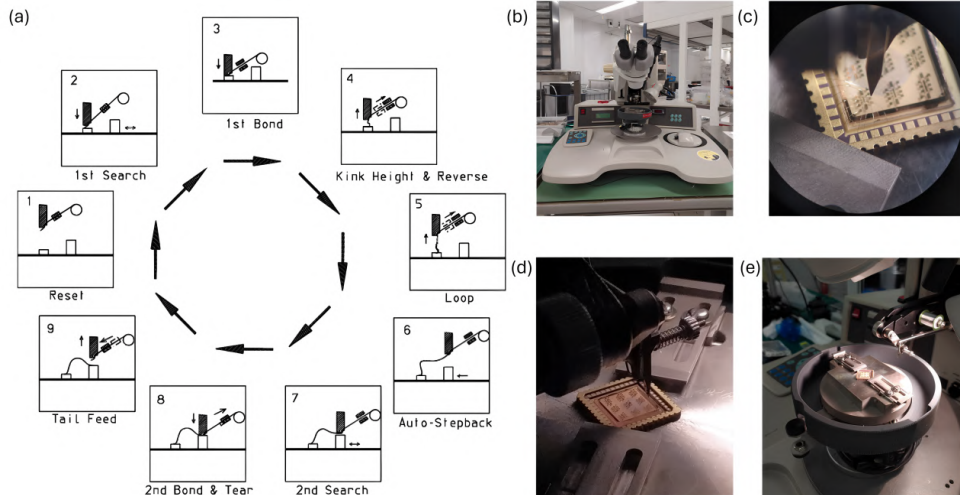 (a)
1
Reset
2
1st Search
3
1st Bond
4
Kink Height & Reverse
5
Loop
6
Auto-Stepback
7
2nd Search
8
2nd Bond & Tear
9
Tail Feed
(b)
(c)
(d)
(e)